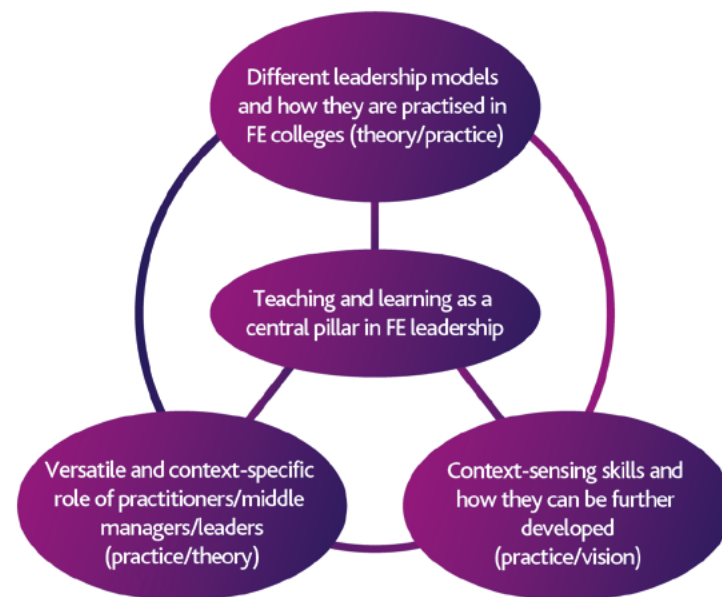 Different leadership models
and how they are practised in
FE colleges (theory/practice)
Teaching and learning as a
central pillar in FE leadership
Versatile and context-specific
role of practitioners/middle
managers/leaders
(practice/theory)
Context-sensing skills and
how they can be further
developed
(practice/vision)